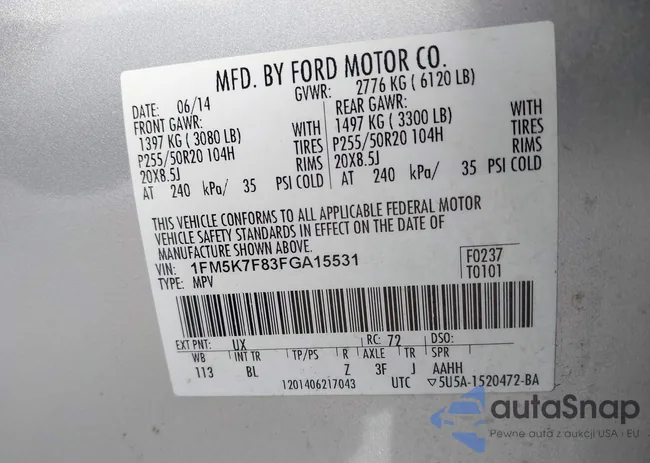 MFD. BY FORD MOTOR CO.
DATE: 06/14 GVWR: 2776 KG ( 6120 LB)
FRONT GAWR: REAR GAWR:
1397 KG ( 3080 LB) WITH 1497 KG ( 3300 LB) WITH
P255/50R20 104H TIRES P255/50R20 104H TIRES
20X8.5J RIMS 20X8.5J RIMS
AT 240 kPa/ 35 PSI COLD AT 240 kPa/ 35 PSI COLD
THIS VEHICLE CONFORMS TO ALL APPLICABLE FEDERAL MOTOR
VEHICLE SAFETY STANDARDS IN EFFECT ON THE DATE OF
MANUFACTURE SHOWN ABOVE.
VIN: 1FM5K7F83FGA15531 F0237
TYPE: MPV T0101
EXT PNT: UX RC: 72 DSO:
WB INT TR TP/PS R AXLE TR SPR
113 BL Z 3F J AAHH
1201406217043 UTC ▽5U5A-1520472-BA
autaSnap
Pewne auta z aukcji USA i EU